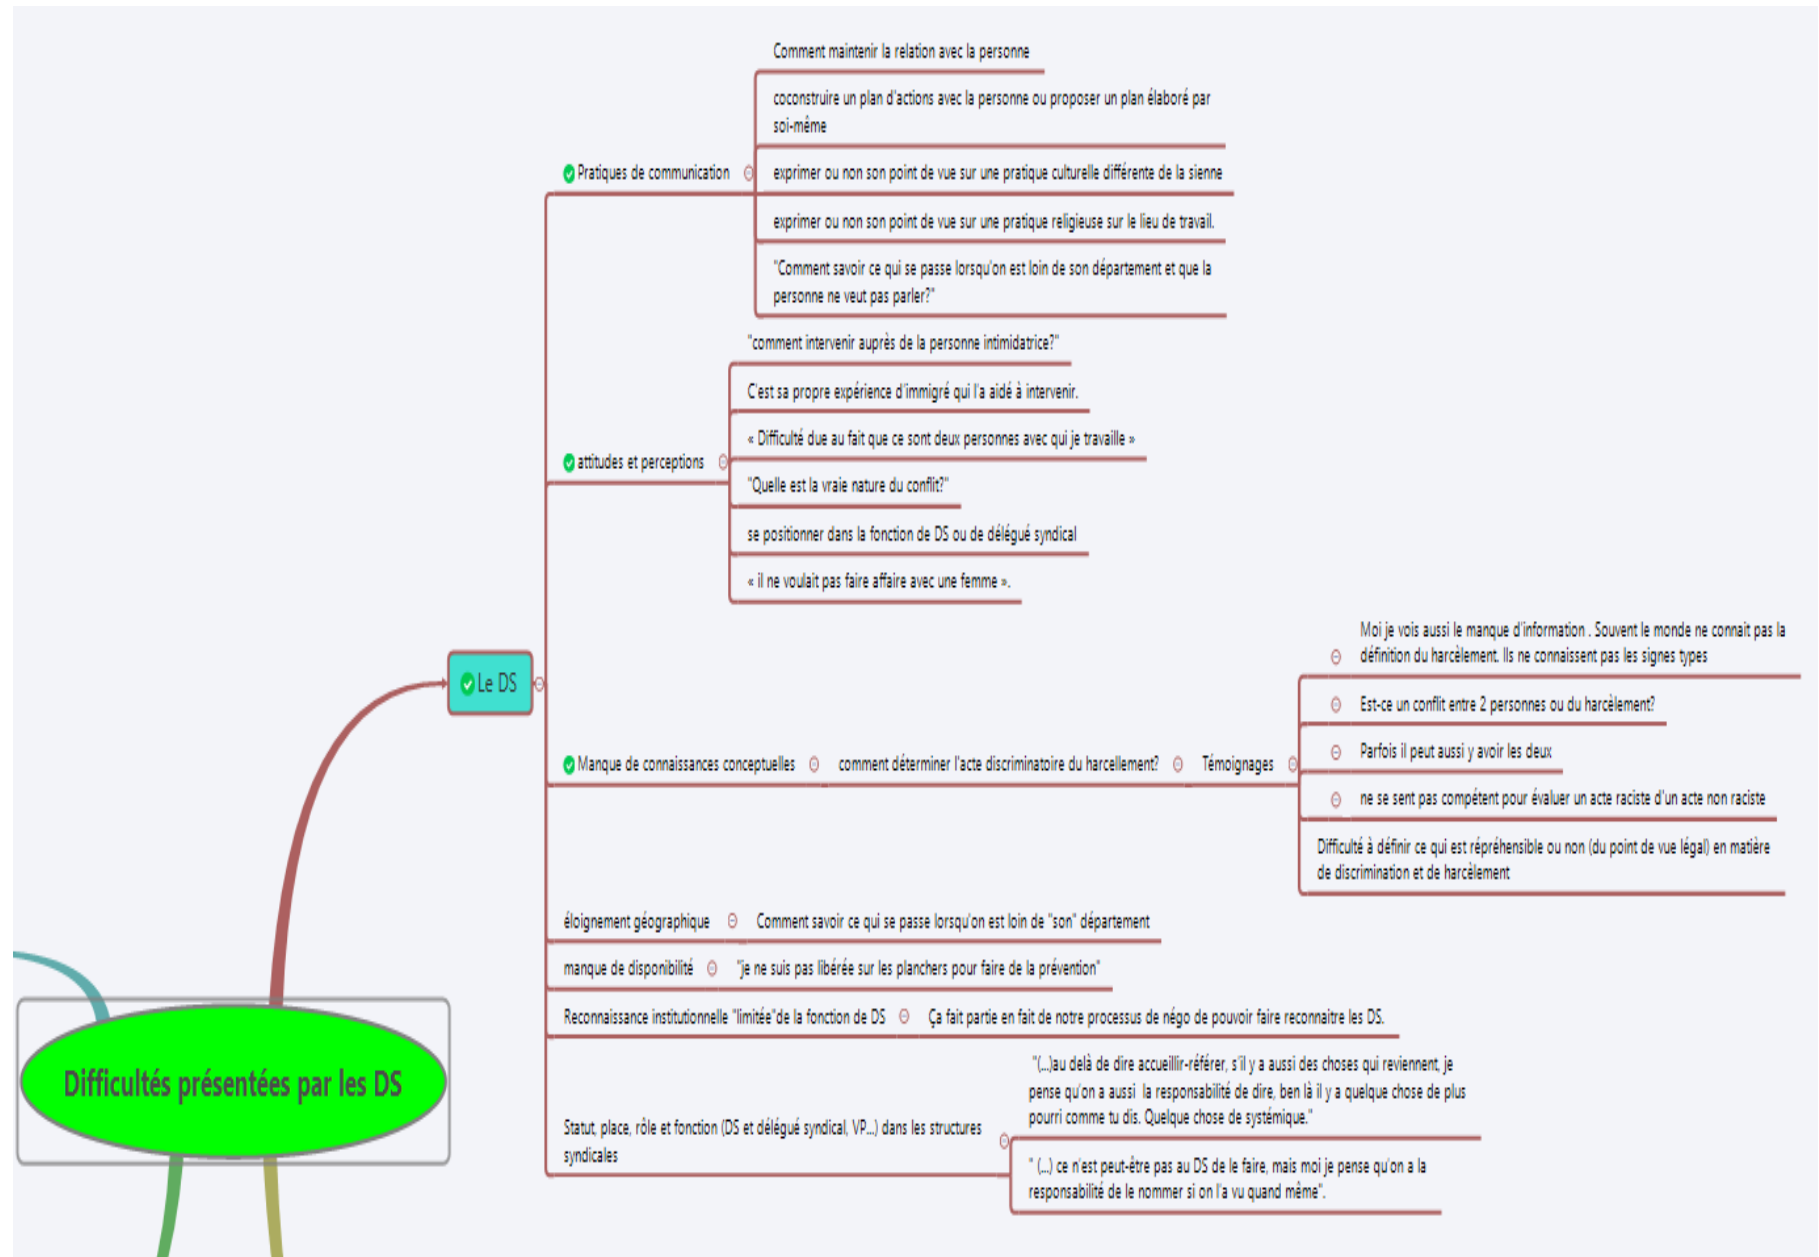 Comment maintenir la relation avec la personne
coconstruire un plan d'actions avec la personne ou proposer un plan élaboré par
soi-même
Pratiques de communication
exprimer ou non son point de vue sur une pratique culturelle différente de la sienne
exprimer ou non son point de vue sur une pratique religieuse sur le lieu de travail.
"Comment savoir ce qui se passe lorsqu'on est loin de son département et que la
personne ne veut pas parler?"
"comment intervenir auprès de la personne intimidatrice?"
C'est sa propre expérience d'immigré qui l'a aidé à intervenir.
« Difficulté due au fait que ce sont deux personnes avec qui je travaille »
attitudes et perceptions
"Quelle est la vraie nature du conflit?"
se positionner dans la fonction de DS ou de délégué syndical
« il ne voulait pas faire affaire avec une femme ».
Le DS
Moi je vois aussi le manque d'information . Souvent le monde ne connait pas la
définition du harcèlement. Ils ne connaissent pas les signes types
Est-ce un conflit entre 2 personnes ou du harcèlement?
Manque de connaissances conceptuelles
comment déterminer l'acte discriminatoire du harcellement?
Témoignages
Parfois il peut aussi y avoir les deux
ne se sent pas compétent pour évaluer un acte raciste d'un acte non raciste
Difficulté à définir ce qui est répréhensible ou non (du point de vue légal) en matière
de discrimination et de harcèlement
éloignement géographique
Comment savoir ce qui se passe lorsqu'on est loin de "son" département
manque de disponibilité
"je ne suis pas libérée sur les planchers pour faire de la prévention"
Reconnaissance institutionnelle "limitée"de la fonction de DS
Ça fait partie en fait de notre processus de négo de pouvoir faire reconnaitre les DS.
Difficultés présentées par les DS
Statut, place, rôle et fonction (DS et délégué syndical, VP...) dans les structures
syndicales
"(...)au delà de dire accueillir-référer, s'il y a aussi des choses qui reviennent, je
pense qu'on a aussi la responsabilité de dire, ben là il y a quelque chose de plus
pourri comme tu dis. Quelque chose de systémique."
" (...) ce n'est peut-être pas au DS de le faire, mais moi je pense qu'on a la
responsabilité de le nommer si on l'a vu quand même".